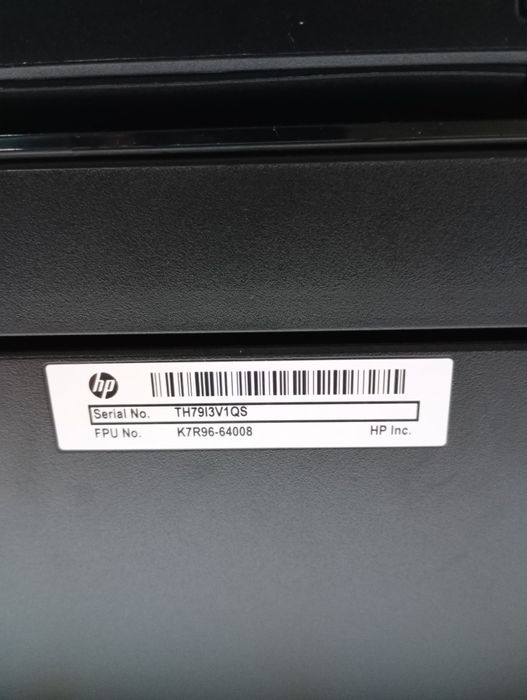 hp
Serial No. TH79I3V1QS
FPU No. K7R96-64008 HP Inc.